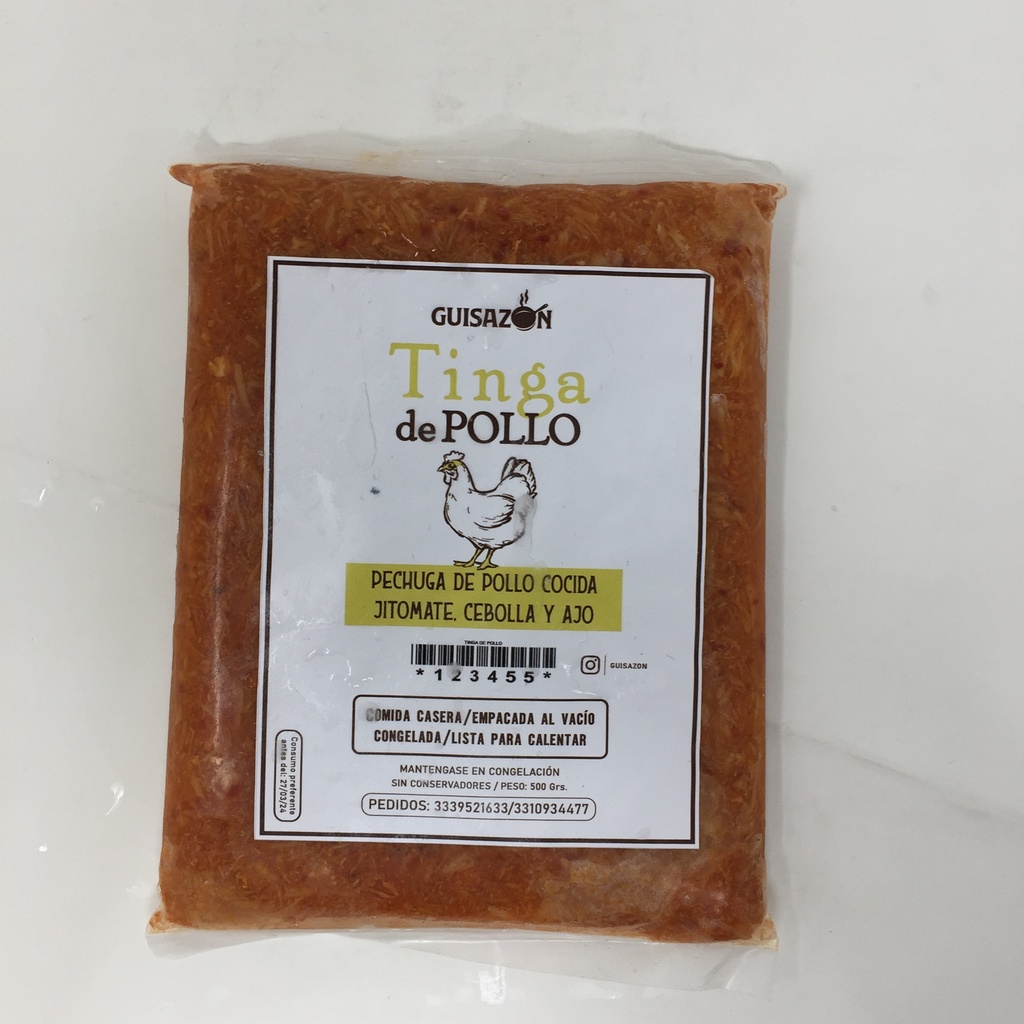 GUISAZÓN
Tinga
de POLLO
PECHUGA DE POLLO COCIDA
JITOMATE, CEBOLLA Y AJO
TINGA DE POLLO
*123455*
GUISAZON
COMIDA CASERA/EMPACADA AL VACÍO
CONGELADA/LISTA PARA CALENTAR
MANTENGASE EN CONGELACIÓN
SIN CONSERVADORES / PESO: 500 Grs.
PEDIDOS: 3339521633/3310934477
Consumo preferente
antes del: 27/03/24